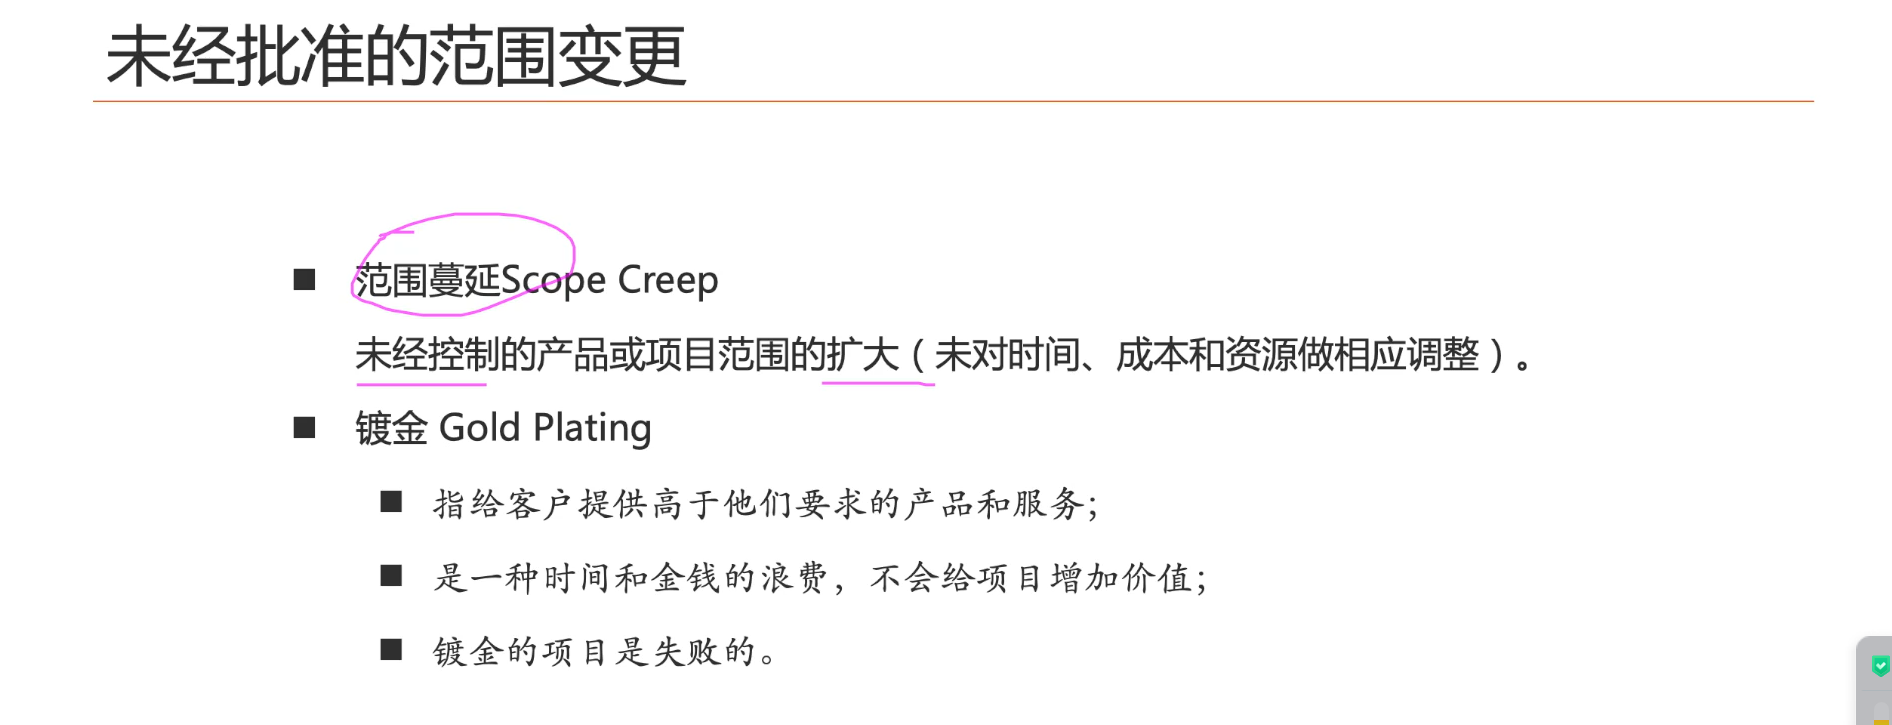 未经批准的范围变更
范围蔓延Scope Creep
未经控制的产品或项目范围的扩大（未对时间、成本和资源做相应调整）。
镀金 Gold Plating
指给客户提供高于他们要求的产品和服务；
是一种时间和金钱的浪费，不会给项目增加价值；
镀金的项目是失败的。